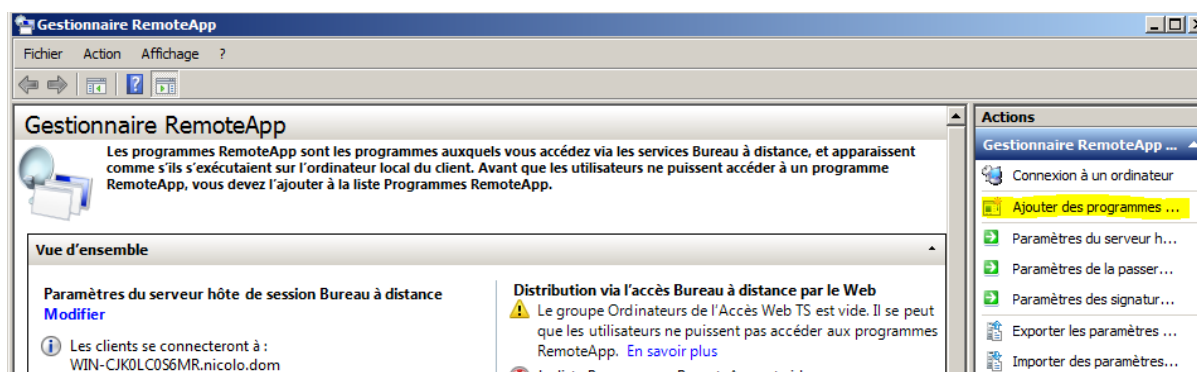 Gestionnaire RemoteApp
Fichier Action Affichage ?
Gestionnaire RemoteApp
Les programmes RemoteApp sont les programmes auxquels vous accédez via les services Bureau à distance, et apparaissent
comme s'ils s'exécutaient sur l'ordinateur local du client. Avant que les utilisateurs ne puissent accéder à un programme
RemoteApp, vous devez l'ajouter à la liste Programmes RemoteApp.
Vue d'ensemble
Paramètres du serveur hôte de session Bureau à distance
Modifier
Les clients se connecteront à :
WIN-CJK0LC0S6MR.nicolo.dom
Distribution via l'accès Bureau à distance par le Web
Le groupe Ordinateurs de l'Accès Web TS est vide. Il se peut
que les utilisateurs ne puissent pas accéder aux programmes
RemoteApp. En savoir plus
Actions
Gestionnaire RemoteApp ...
Connexion à un ordinateur
Ajouter des programmes ...
Paramètres du serveur h...
Paramètres de la passer...
Paramètres des signatur...
Exporter les paramètres ...
Importer des paramètres...